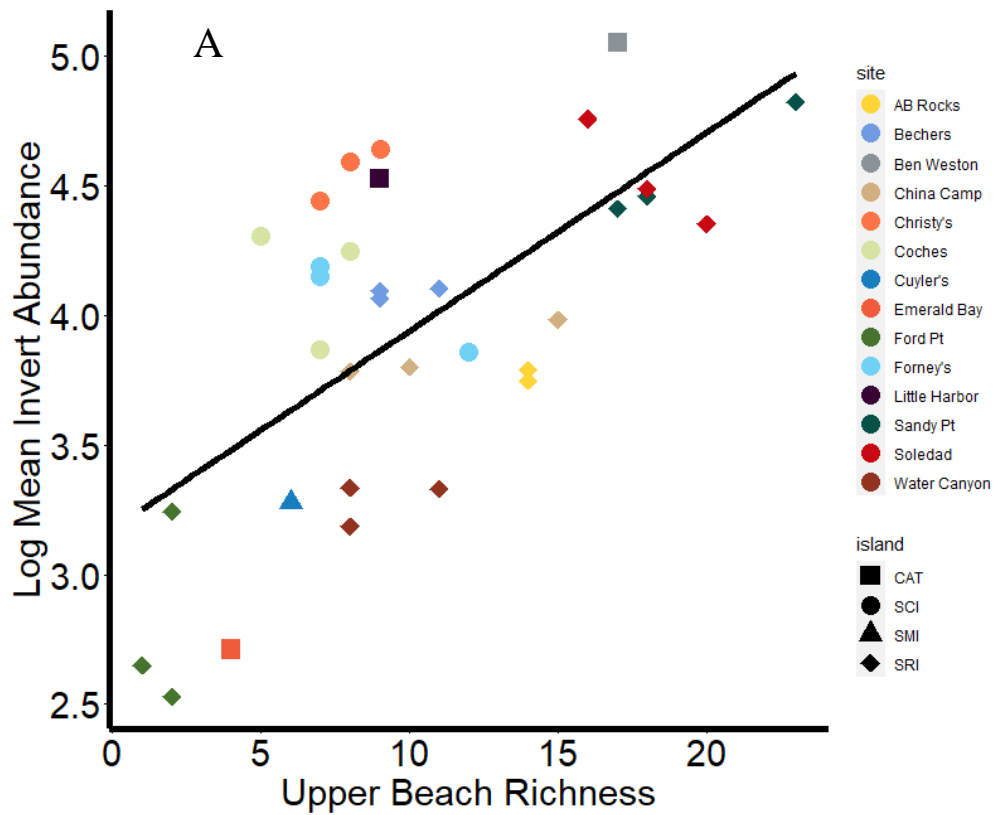 A
Log Mean Invert Abundance
5.0
4.5
4.0
3.5
3.0
2.5
0
5
10
15
20
Upper Beach Richness
site
AB Rocks
Bechers
Ben Weston
China Camp
Christy's
Coches
Cuyler's
Emerald Bay
Ford Pt
Forney's
Little Harbor
Sandy Pt
Soledad
Water Canyon
island
CAT
SCI
SMI
SRI